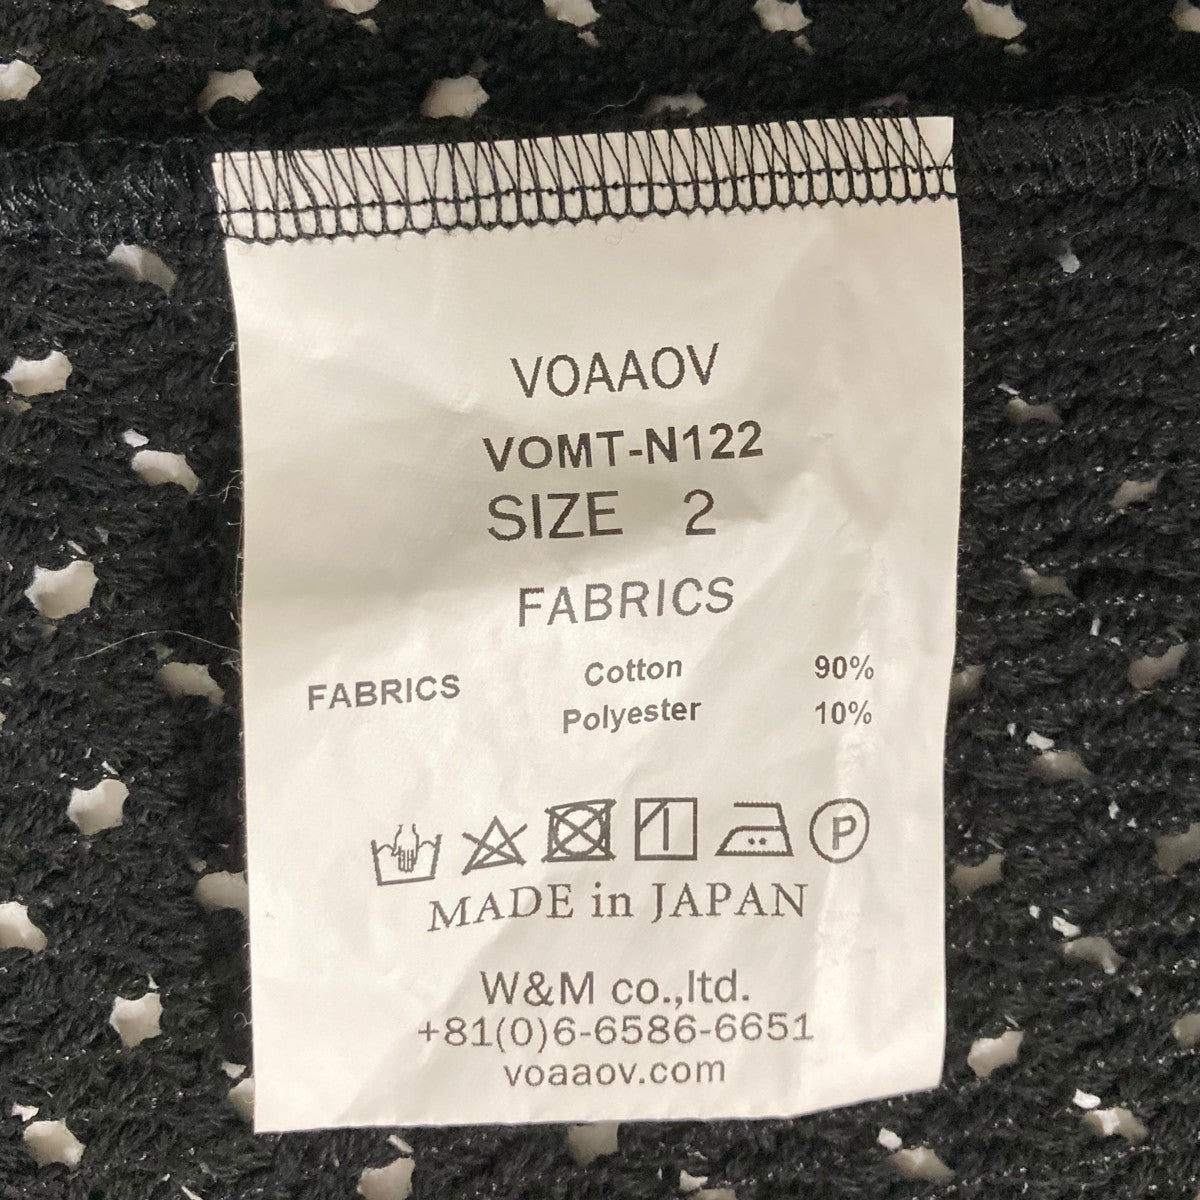 VOAAOV
VOMT-N122
SIZE 2
FABRICS
FABRICS Cotton 90%
Polyester 10%
P
MADE in JAPAN
W&M co.,ltd.
+81(0)6-6586-6651
voaaov.com